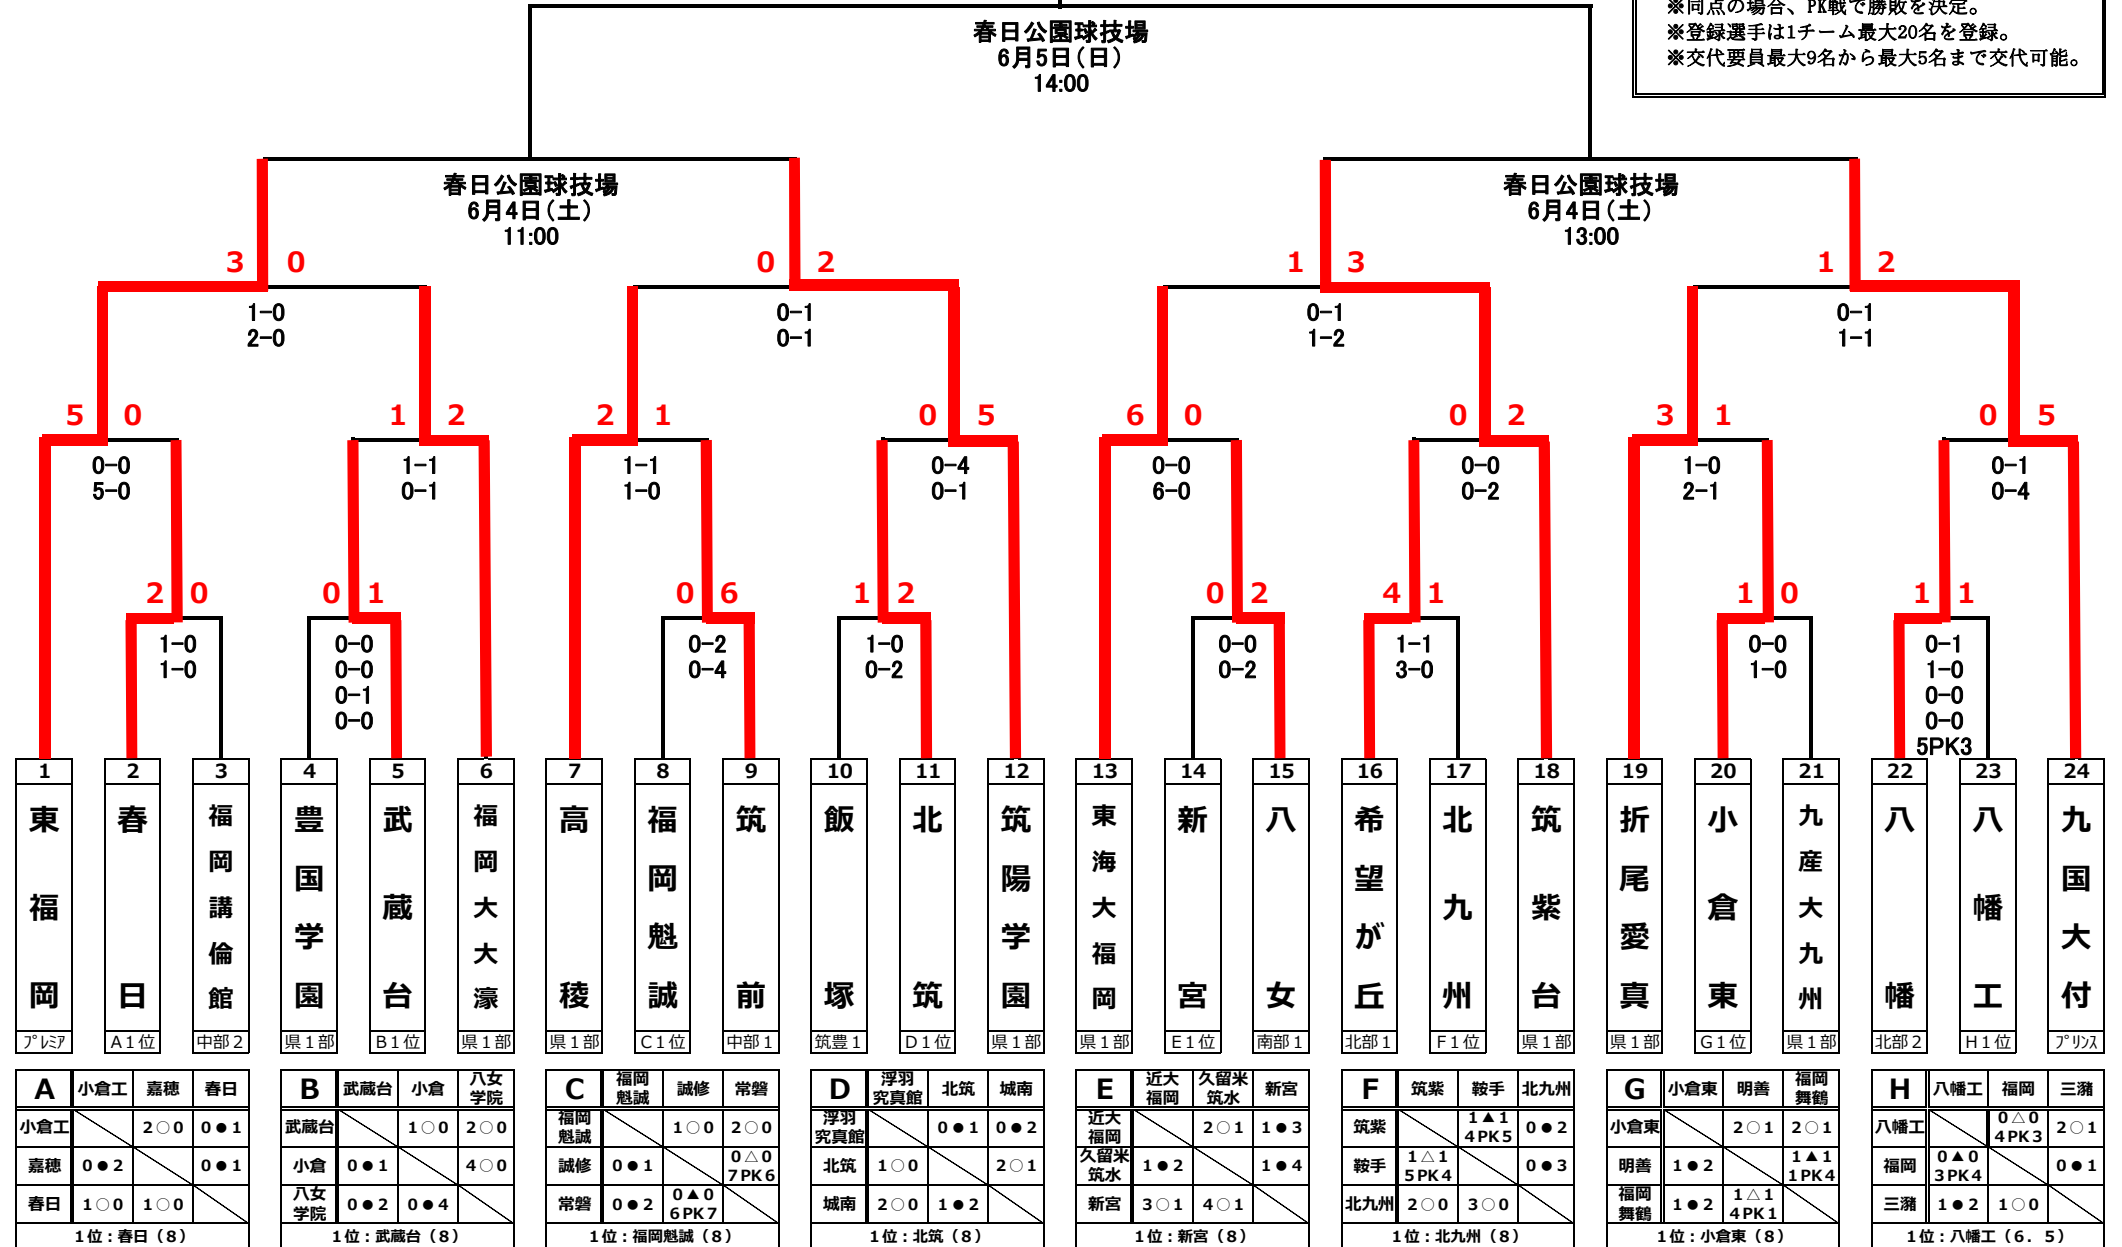 ※同点の場合、PK戦で勝敗を決定。
※登録選手は1チーム最大20名を登録。
※交代要員最大9名から最大5名まで交代可能。
春日公園球技場
6月5日(日)
14:00
春日公園球技場
6月4日(土)
11:00
春日公園球技場
6月4日(土)
13:00
3 0
1-0
2-0
0 2
0-1
0-1
1 3
0-1
1-2
1 2
0-1
1-1
5 0
0-0
5-0
1 2
1-1
0-1
2 1
1-1
1-0
0 5
0-4
0-1
6 0
0-0
6-0
0 2
0-0
0-2
3 1
1-0
2-1
0 5
0-1
0-4
2 0
1-0
1-0
0 1
0-0
0-0
0-1
0-0
0 6
0-2
0-4
1 2
1-0
0-2
0 2
0-0
0-2
4 1
1-1
3-0
1 0
0-0
1-0
1 1
0-1
1-0
0-0
0-0
5PK3
1 東福岡 プレミア
2 春日 A1位
3 福岡講倫館 中部2
4 豊国学園 県1部
5 武蔵台 B1位
6 福岡大大濠 県1部
7 高稜 県1部
8 福岡魁誠 C1位
9 筑前 中部1
10 飯塚 筑豊1
11 北筑 D1位
12 筑陽学園 県1部
13 東海大福岡 県1部
14 新宮 E1位
15 八女 南部1
16 希望が丘 北部1
17 北九州 F1位
18 筑紫台 県1部
19 折尾愛真 県1部
20 小倉東 G1位
21 九産大九州 県1部
22 八幡 北部2
23 八幡工 H1位
24 九国大付 プリンス
A 小倉工 嘉穂 春日
小倉工 2○0 0●1
嘉穂 0●2 0●1
春日 1○0 1○0
1位:春日(8)
B 武蔵台 小倉 八女学院
武蔵台 1○0 2○0
小倉 0●1 4○0
八女学院 0●2 0●4
1位:武蔵台(8)
C 福岡魁誠 誠修 常磐
福岡魁誠 1○0 2○0
誠修 0●1 0△0 7PK6
常磐 0●2 0▲0 6PK7
1位:福岡魁誠(8)
D 浮羽究真館 北筑 城南
浮羽究真館 0●1 0●2
北筑 1○0 2○1
城南 2○0 1●2
1位:北筑(8)
E 近大福岡 久留米筑水 新宮
近大福岡 2○1 1●3
久留米筑水 1●2 1●4
新宮 3○1 4○1
1位:新宮(8)
F 筑紫 鞍手 北九州
筑紫 1▲1 4PK5 0●2
鞍手 1△1 5PK4 0●3
北九州 2○0 3○0
1位:北九州(8)
G 小倉東 明善 福岡舞鶴
小倉東 2○1 2○1
明善 1●2 1▲1 1PK4
福岡舞鶴 1●2 1△1 4PK1
1位:小倉東(8)
H 八幡工 福岡 三潴
八幡工 0△0 4PK3 2○1
福岡 0▲0 3PK4 0●1
三潴 1●2 1○0
1位:八幡工(6.5)